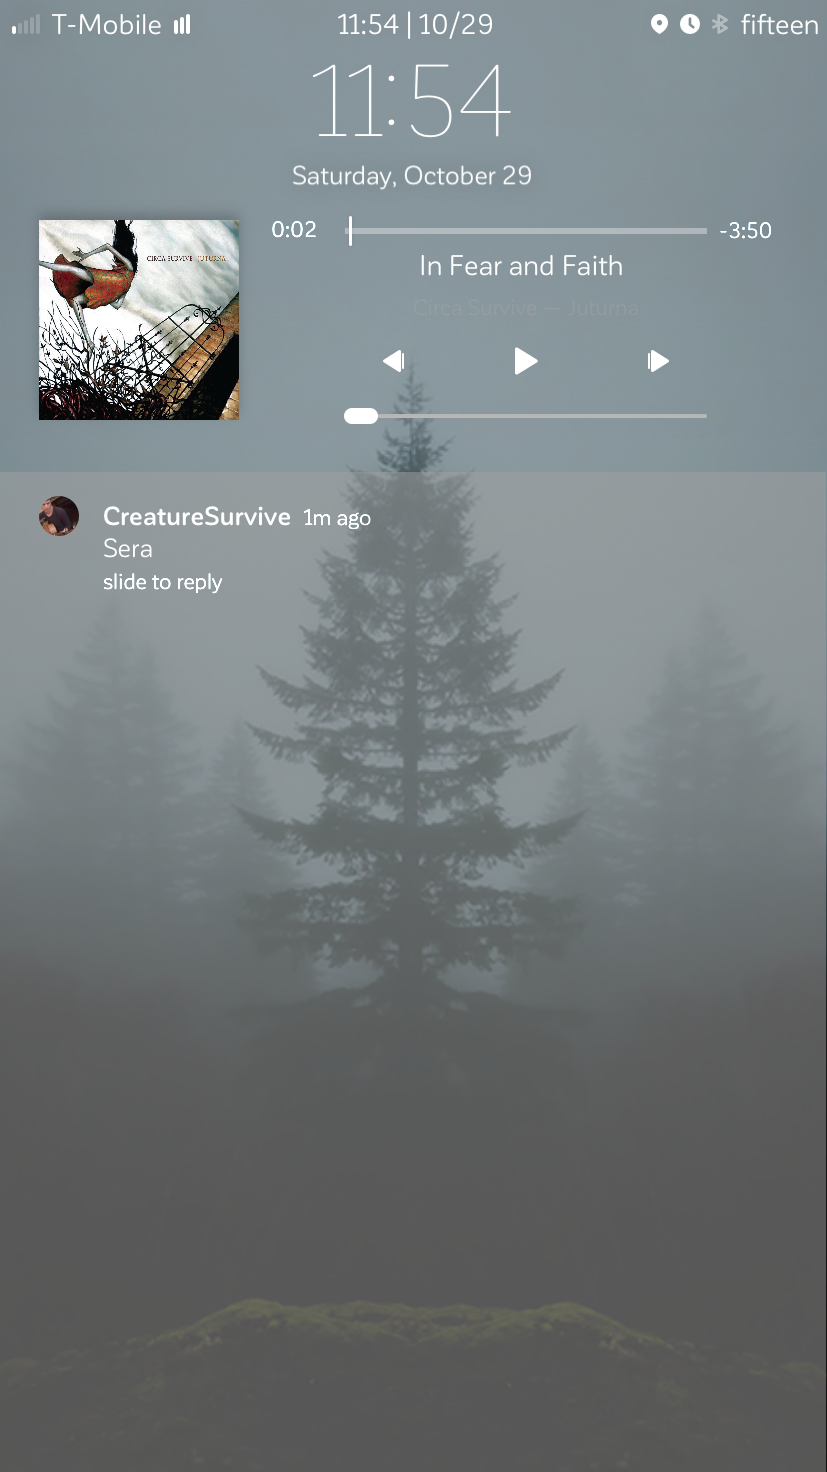 T-Mobile 11:54 | 10/29 fifteen
11:54
Saturday, October 29
0:02 -3:50
CIRCA SURVIVE JUTURNA
In Fear and Faith
Circa Survive — Juturna
CreatureSurvive 1m ago
Sera
slide to reply